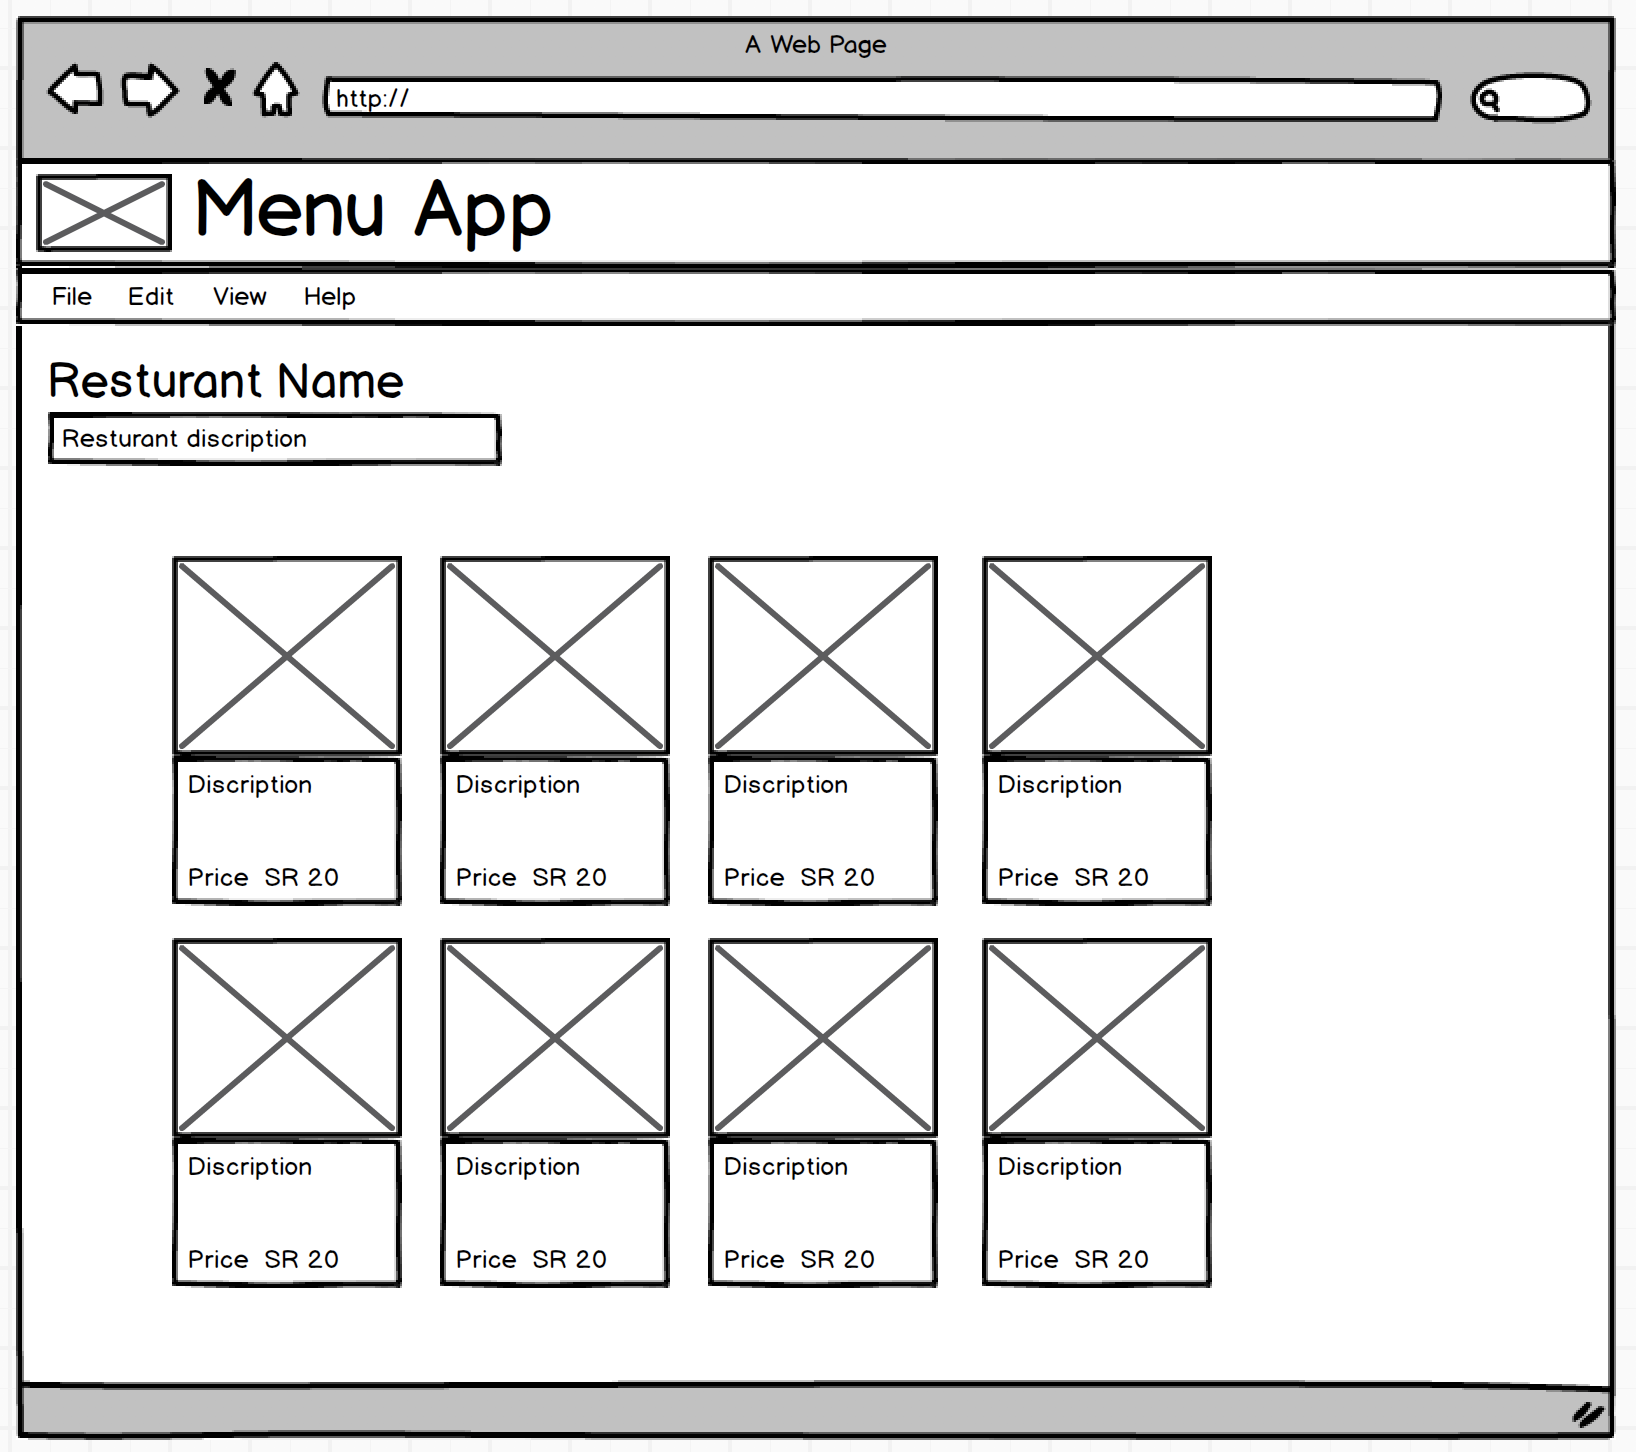 A Web Page
http://
Menu App
File Edit View Help
Resturant Name
Resturant discription
Discription Discription Discription Discription
Price SR 20 Price SR 20 Price SR 20 Price SR 20
Discription Discription Discription Discription
Price SR 20 Price SR 20 Price SR 20 Price SR 20